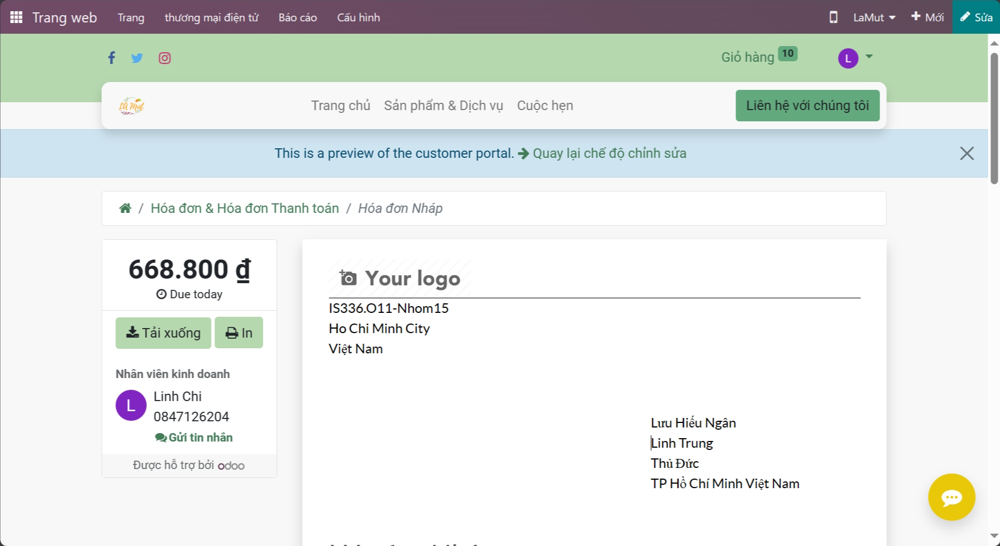 Trang web Trang thương mại điện tử Báo cáo Cấu hình LaMut Mới Sửa
Giỏ hàng 10 L
LÀ Mut Trang chủ Sản phẩm & Dịch vụ Cuộc hẹn Liên hệ với chúng tôi
This is a preview of the customer portal. Quay lại chế độ chỉnh sửa
/ Hóa đơn & Hóa đơn Thanh toán / Hóa đơn Nháp
668.800 ₫
Due today
Tải xuống In
Nhân viên kinh doanh
L Linh Chi
0847126204
Gửi tin nhắn
Được hỗ trợ bởi odoo
Your logo
IS336.O11-Nhom15
Ho Chi Minh City
Việt Nam
Lưu Hiếu Ngân
Linh Trung
Thủ Đức
TP Hồ Chí Minh Việt Nam